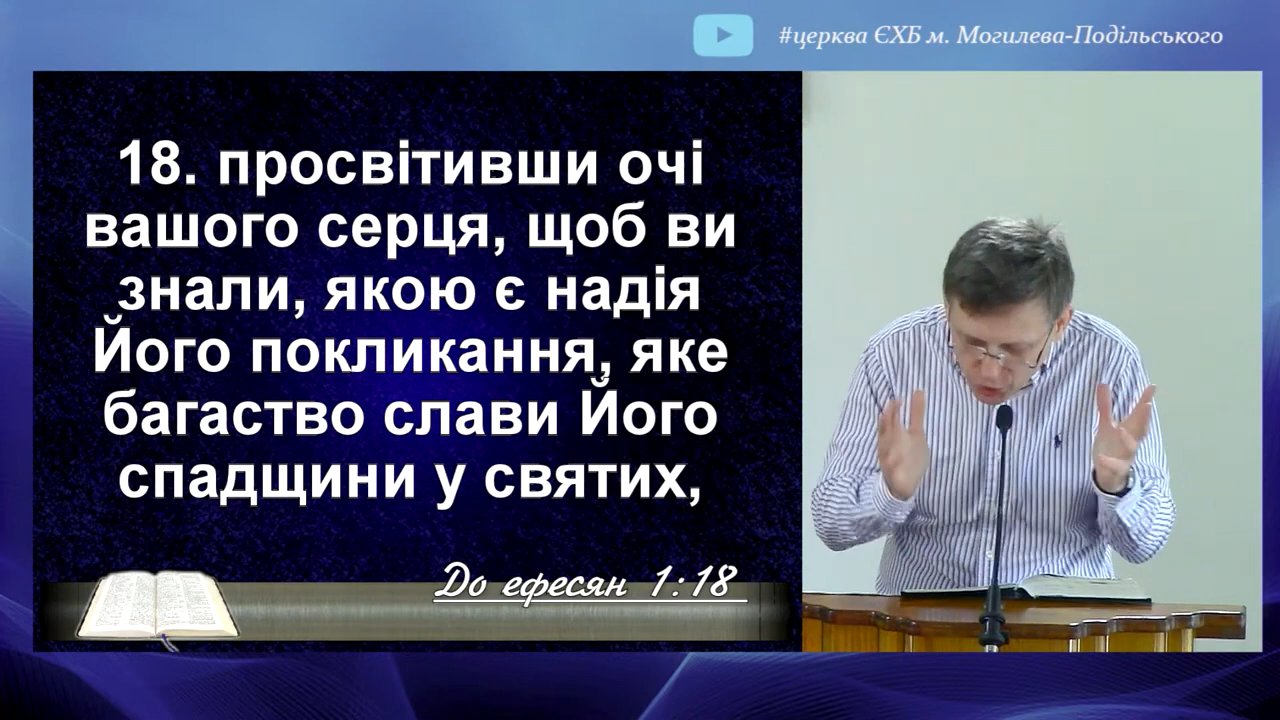 #церква ЄХБ м. Могилева-Подільського
18. просвітивши очі
вашого серця, щоб ви
знали, якою є надія
Його покликання, яке
багаство слави Його
спадщини у святих,
До ефесян 1:18